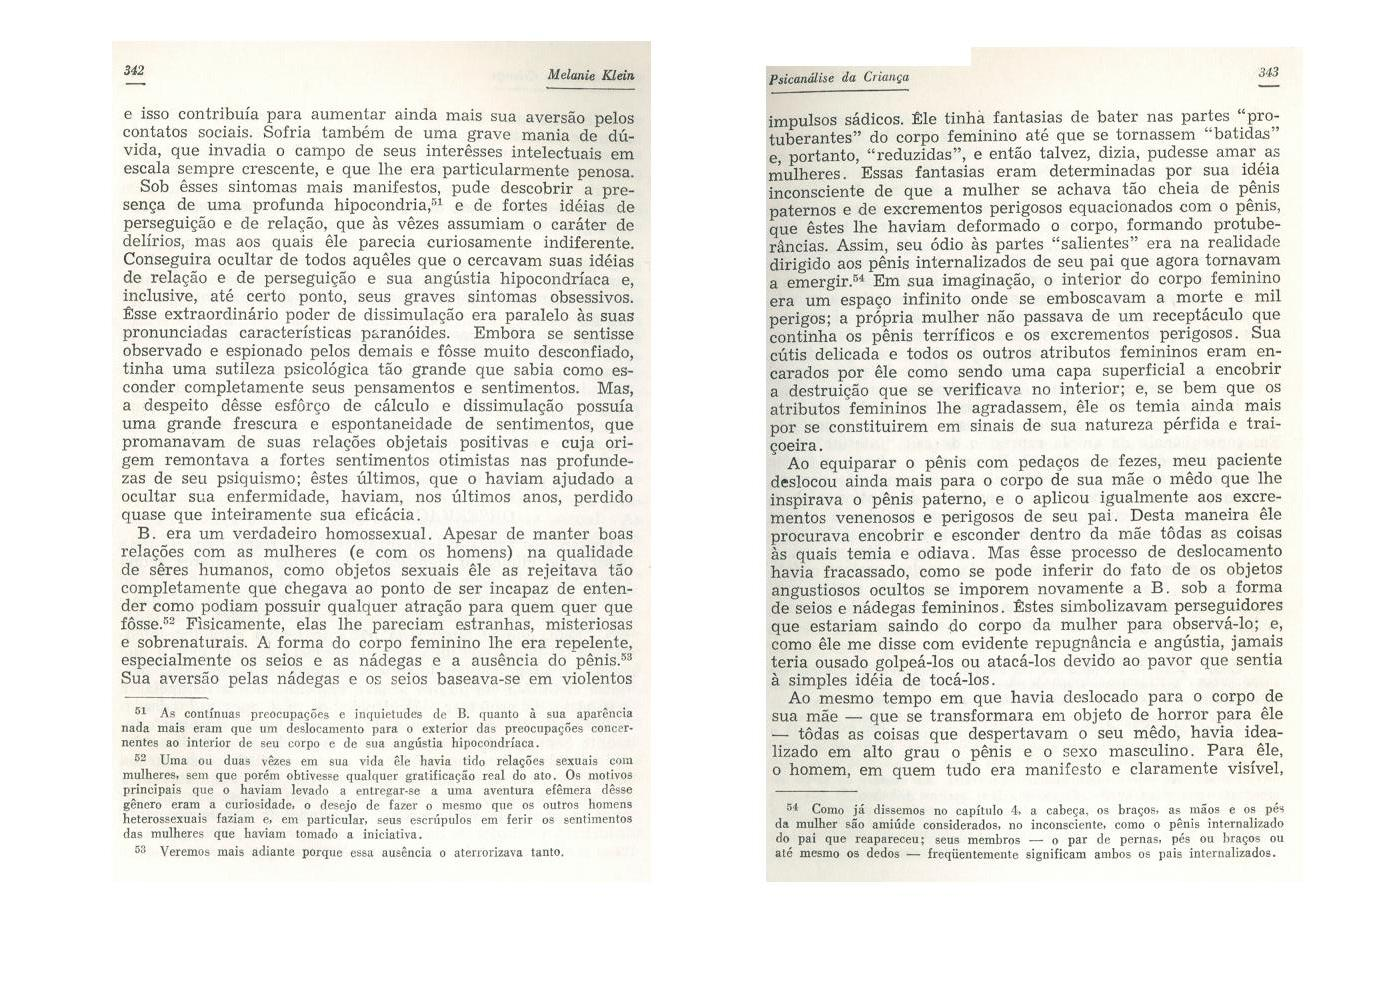 342
Melanie Klein
e isso contribuía para aumentar ainda mais sua aversão pelos
contatos sociais. Sofria também de uma grave mania de dú-
vida, que invadia o campo de seus interêsses intelectuais em
escala sempre crescente, e que lhe era particularmente penosa.
Sob êsses sintomas mais manifestos, pude descobrir a pre-
sença de uma profunda hipocondria,⁵¹ e de fortes idéias de
perseguição e de relação, que às vêzes assumiam o caráter de
delírios, mas aos quais êle parecia curiosamente indiferente.
Conseguira ocultar de todos aquêles que o cercavam suas idéias
de relação e de perseguição e sua angústia hipocondríaca e,
inclusive, até certo ponto, seus graves sintomas obsessivos.
Êsse extraordinário poder de dissimulação era paralelo às suas
pronunciadas características paranóides. Embora se sentisse
observado e espionado pelos demais e fôsse muito desconfiado,
tinha uma sutileza psicológica tão grande que sabia como es-
conder completamente seus pensamentos e sentimentos. Mas,
a despeito dêsse esfôrço de cálculo e dissimulação possuía
uma grande frescura e espontaneidade de sentimentos, que
promanavam de suas relações objetais positivas e cuja ori-
gem remontava a fortes sentimentos otimistas nas profunde-
zas de seu psiquismo; êstes últimos, que o haviam ajudado a
ocultar sua enfermidade, haviam, nos últimos anos, perdido
quase que inteiramente sua eficácia.
B. era um verdadeiro homossexual. Apesar de manter boas
relações com as mulheres (e com os homens) na qualidade
de sêres humanos, como objetos sexuais êle as rejeitava tão
completamente que chegava ao ponto de ser incapaz de enten-
der como podiam possuir qualquer atração para quem quer que
fôsse.⁵² Fisicamente, elas lhe pareciam estranhas, misteriosas
e sobrenaturais. A forma do corpo feminino lhe era repelente,
especialmente os seios e as nádegas e a ausência do pênis.⁵³
Sua aversão pelas nádegas e os seios baseava-se em violentos
⁵¹ As contínuas preocupações e inquietudes de B. quanto à sua aparência
nada mais eram que um deslocamento para o exterior das preocupações concer-
nentes ao interior de seu corpo e de sua angústia hipocondríaca.
⁵² Uma ou duas vêzes em sua vida êle havia tido relações sexuais com
mulheres, sem que porém obtivesse qualquer gratificação real do ato. Os motivos
principais que o haviam levado a entregar-se a uma aventura efêmera dêsse
gênero eram a curiosidade, o desejo de fazer o mesmo que os outros homens
heterossexuais faziam e, em particular, seus escrúpulos em ferir os sentimentos
das mulheres que haviam tomado a iniciativa.
⁵³ Veremos mais adiante porque essa ausência o aterrorizava tanto.
Psicanálise da Criança
343
impulsos sádicos. Êle tinha fantasias de bater nas partes “pro-
tuberantes” do corpo feminino até que se tornassem “batidas”
e, portanto, “reduzidas”, e então talvez, dizia, pudesse amar as
mulheres. Essas fantasias eram determinadas por sua idéia
inconsciente de que a mulher se achava tão cheia de pênis
paternos e de excrementos perigosos equacionados com o pênis,
que êstes lhe haviam deformado o corpo, formando protube-
râncias. Assim, seu ódio às partes “salientes” era na realidade
dirigido aos pênis internalizados de seu pai que agora tornavam
a emergir.⁵⁴ Em sua imaginação, o interior do corpo feminino
era um espaço infinito onde se emboscavam a morte e mil
perigos; a própria mulher não passava de um receptáculo que
continha os pênis terríficos e os excrementos perigosos. Sua
cútis delicada e todos os outros atributos femininos eram en-
carados por êle como sendo uma capa superficial a encobrir
a destruição que se verificava no interior; e, se bem que os
atributos femininos lhe agradassem, êle os temia ainda mais
por se constituirem em sinais de sua natureza pérfida e trai-
çoeira.
Ao equiparar o pênis com pedaços de fezes, meu paciente
deslocou ainda mais para o corpo de sua mãe o mêdo que lhe
inspirava o pênis paterno, e o aplicou igualmente aos excre-
mentos venenosos e perigosos de seu pai. Desta maneira êle
procurava encobrir e esconder dentro da mãe tôdas as coisas
às quais temia e odiava. Mas êsse processo de deslocamento
havia fracassado, como se pode inferir do fato de os objetos
angustiosos ocultos se imporem novamente a B. sob a forma
de seios e nádegas femininos. Êstes simbolizavam perseguidores
que estariam saindo do corpo da mulher para observá-lo; e,
como êle me disse com evidente repugnância e angústia, jamais
teria ousado golpeá-los ou atacá-los devido ao pavor que sentia
à simples idéia de tocá-los.
Ao mesmo tempo em que havia deslocado para o corpo de
sua mãe — que se transformara em objeto de horror para êle
— tôdas as coisas que despertavam o seu mêdo, havia idea-
lizado em alto grau o pênis e o sexo masculino. Para êle,
o homem, em quem tudo era manifesto e claramente visível,
⁵⁴ Como já dissemos no capítulo 4, a cabeça, os braços, as mãos e os pés
da mulher são amiúde considerados, no inconsciente, como o pênis internalizado
do pai que reapareceu; seus membros — o par de pernas, pés ou braços ou
até mesmo os dedos — freqüentemente significam ambos os pais internalizados.